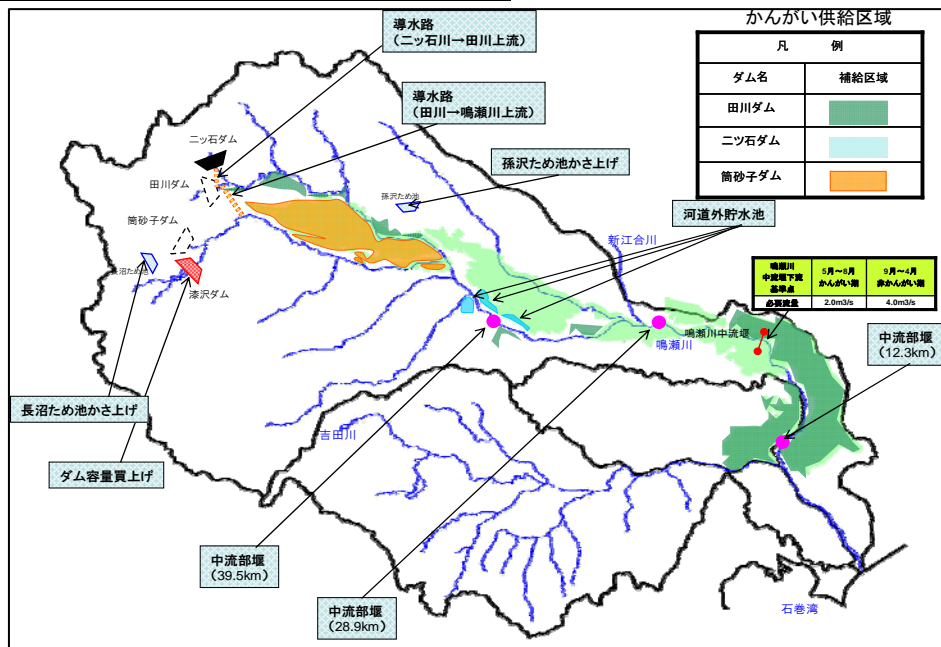 かんがい供給区域
凡 例
ダム名 補給区域
田川ダム
二ツ石ダム
筒砂子ダム
導水路
(二ッ石川→田川上流)
導水路
(田川→鳴瀬川上流)
二ッ石ダム
孫沢ため池かさ上げ
田川ダム
孫沢ため池
河道外貯水池
筒砂子ダム
新江合川
長沼ため池
漆沢ダム
鳴瀬川
中流堰下流
基準点
5月~8月
かんがい期
9月~4月
非かんがい期
必要流量 2.0m3/s 4.0m3/s
鳴瀬川中流堰
鳴瀬川
中流部堰
(12.3km)
長沼ため池かさ上げ
吉田川
ダム容量買上げ
中流部堰
(39.5km)
中流部堰
(28.9km)
石巻湾